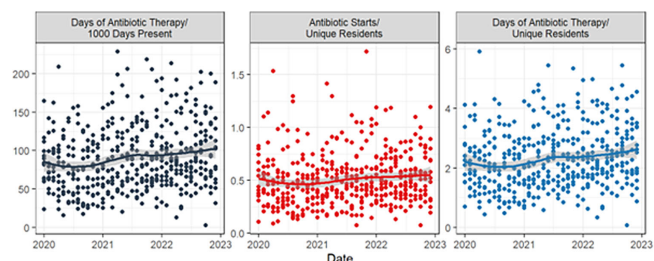 Days of Antibiotic Therapy/
1000 Days Present
Antibiotic Starts/
Unique Residents
Days of Antibiotic Therapy/
Unique Residents
200
150
100
50
0
1.5
1.0
0.5
0.0
6
4
2
0
2020 2021 2022 2023
2020 2021 2022 2023
2020 2021 2022 2023
Date